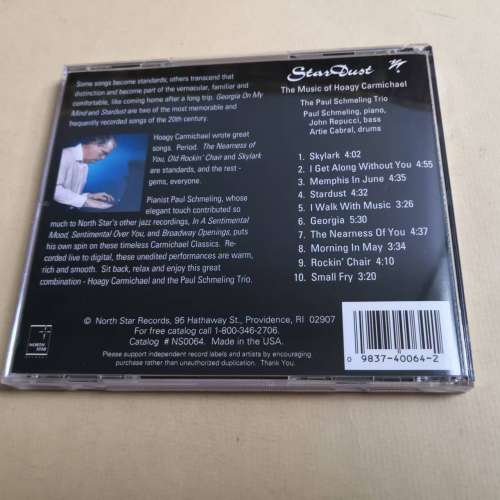 Some songs become standards; others transcend that
distinction and become part of the vernacular, familiar and
comfortable, like coming home after a long trip. Georgia On My
Mind and Stardust are two of the most memorable and
frequently recorded songs of the 20th century.
Hoagy Carmichael wrote great
songs. Period. The Nearness of
You, Old Rockin' Chair and Skylark
are standards, and the rest -
gems, everyone.
Pianist Paul Schmeling, whose
elegant touch contributed so
much to North Star's other jazz recordings, In A Sentimental
Mood, Sentimental Over You, and Broadway Openings, puts
his own spin on these timeless Carmichael Classics. Re-
corded live to digital, these unedited performances are warm,
rich and smooth. Sit back, relax and enjoy this great
combination - Hoagy Carmichael and the Paul Schmeling Trio.
StarDust
The Music of Hoagy Carmichael
The Paul Schmeling Trio
Paul Schmeling, piano,
John Repucci, bass
Artie Cabral, drums
1. Skylark 4:02
2. I Get Along Without You 4:55
3. Memphis In June 4:35
4. Stardust 4:32
5. I Walk With Music 3:26
6. Georgia 5:30
7. The Nearness Of You 4:37
8. Morning In May 3:34
9. Rockin' Chair 4:10
10. Small Fry 3:20
NORTH STAR
© North Star Records, 95 Hathaway St., Providence, RI 02907
For free catalog call 1-800-346-2706.
Catalog # NS0064. Made in the USA.
Please support independent record labels and artists by encouraging
purchase rather than unauthorized duplication. Thank You.
8
0 9837-40064-2